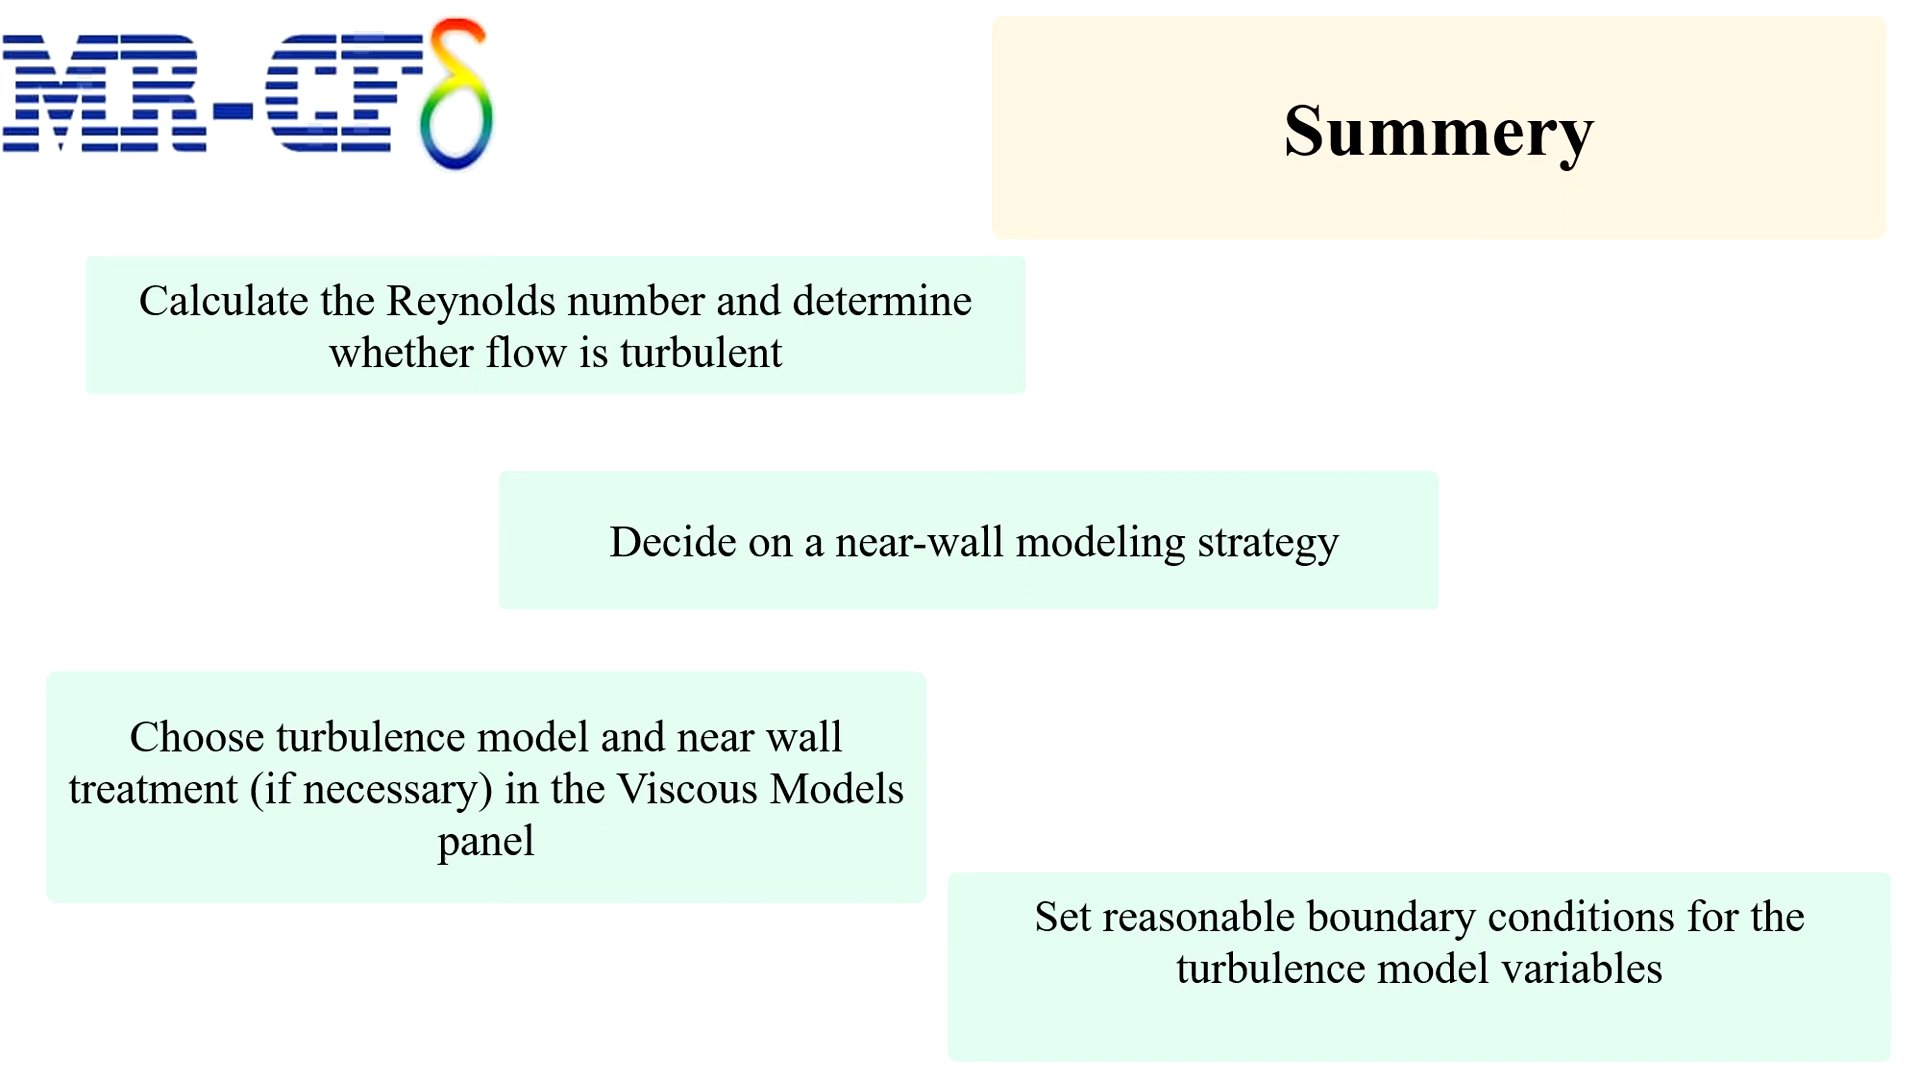 MR-CFδ
Summery
Calculate the Reynolds number and determine
whether flow is turbulent
Decide on a near-wall modeling strategy
Choose turbulence model and near wall
treatment (if necessary) in the Viscous Models
panel
Set reasonable boundary conditions for the
turbulence model variables